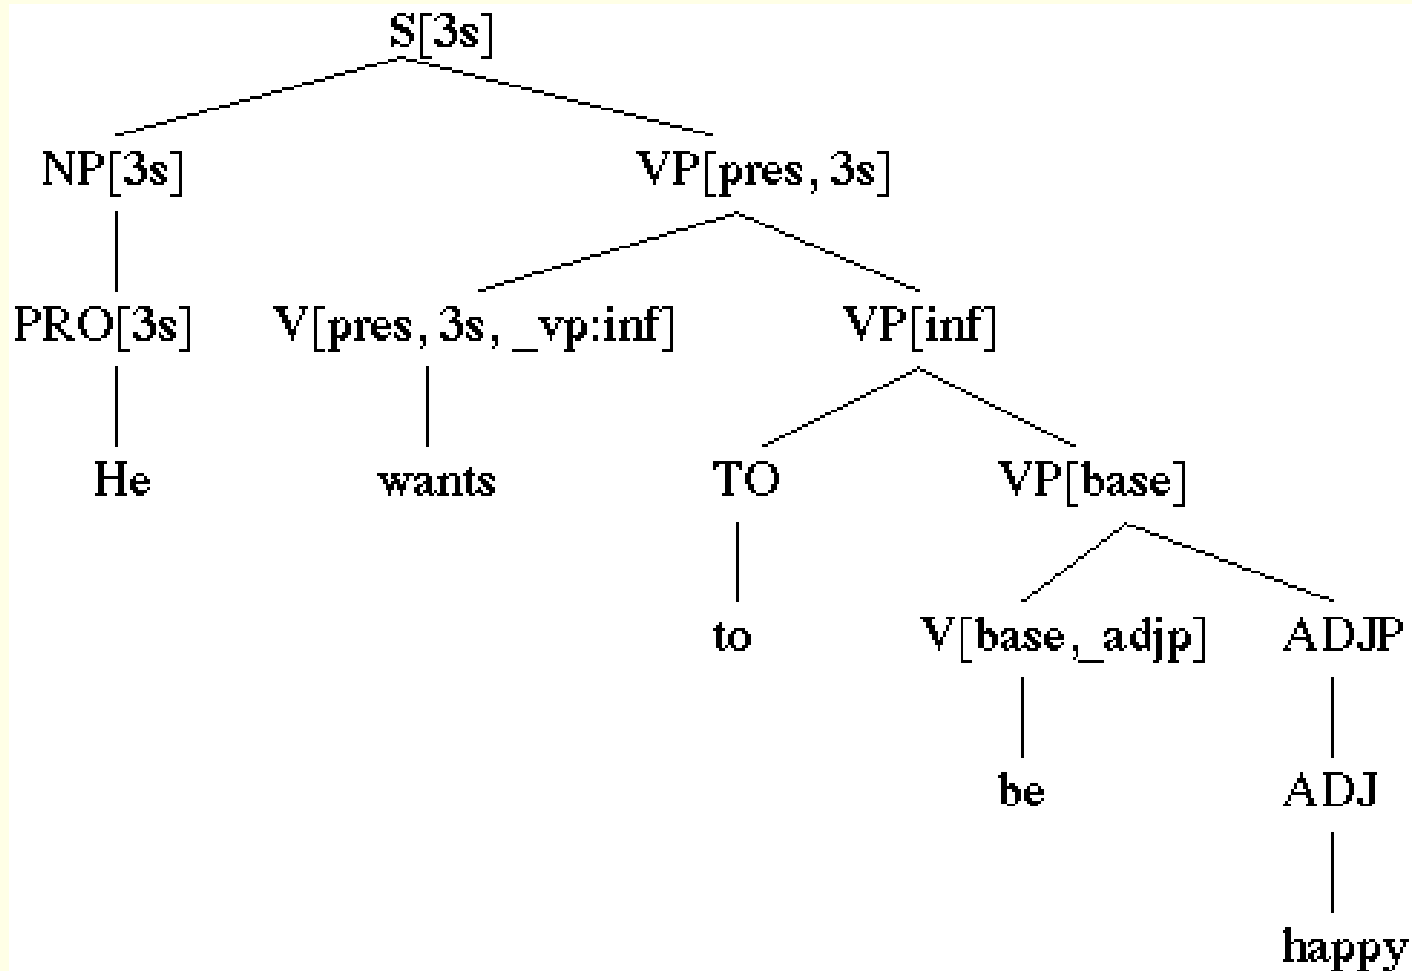 S[3s]
NP[3s] VP[pres, 3s]
PRO[3s] V[pres, 3s, _vp:inf] VP[inf]
He wants TO VP[base]
to V[base,_adjp] ADJP
be ADJ
happy